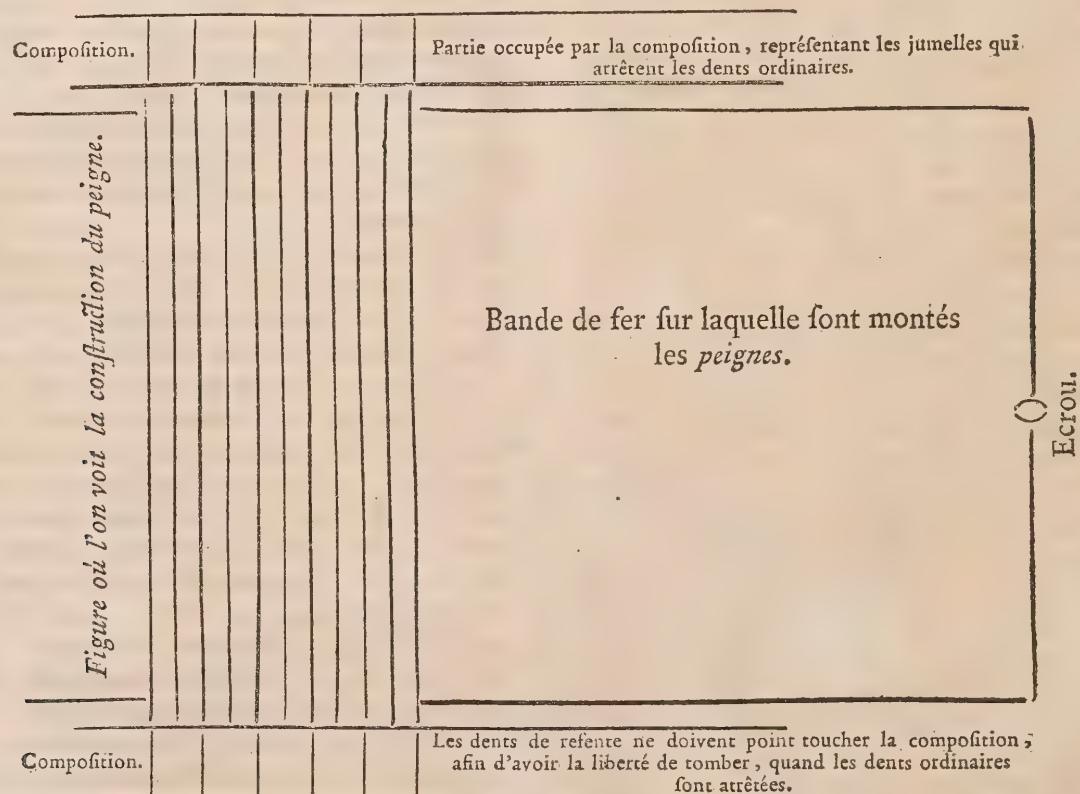 Compoſition.
Partie occupée par la compoſition, repréſentant les jumelles qui
arrêtent les dents ordinaires.
Figure où l'on voit la conſtruction du peigne.
Bande de fer ſur laquelle ſont montés
les peignes.
Ecrou.
Compoſition.
Les dents de refente ne doivent point toucher la compoſition;
afin d'avoir la liberté de tomber, quand les dents ordinaires
ſont arrêtées.